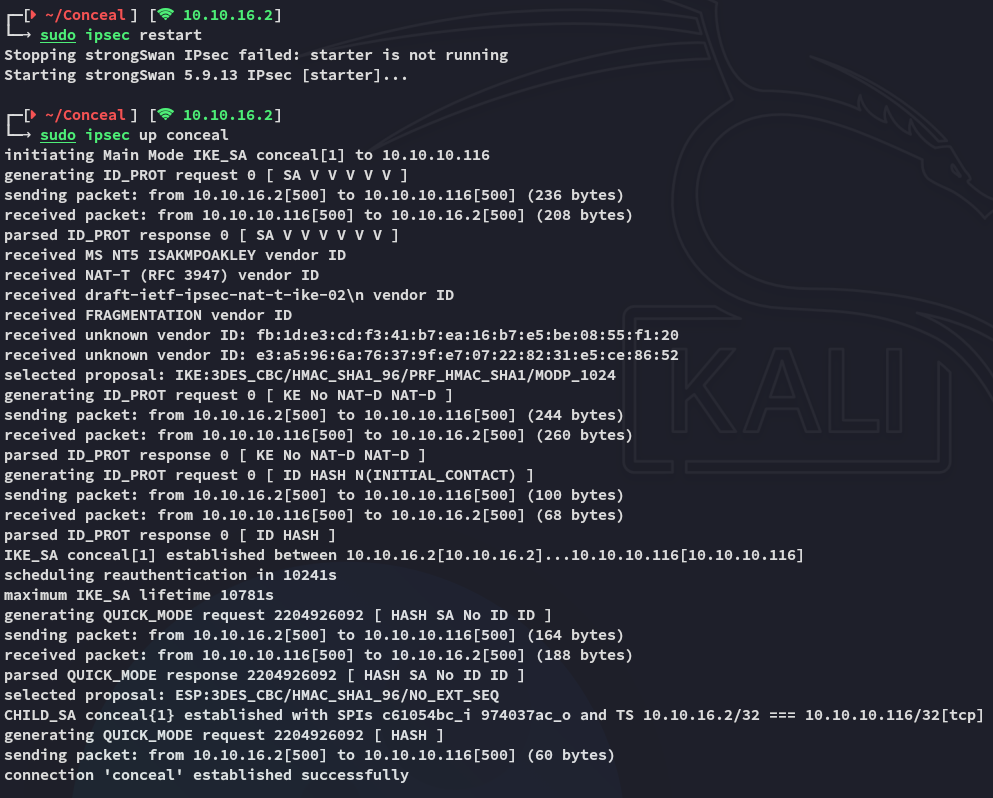 ┌─[ ~/Conceal ] [ 10.10.16.2]
└─→ sudo ipsec restart
Stopping strongSwan IPsec failed: starter is not running
Starting strongSwan 5.9.13 IPsec [starter]...
┌─[ ~/Conceal ] [ 10.10.16.2]
└─→ sudo ipsec up conceal
initiating Main Mode IKE_SA conceal[1] to 10.10.10.116
generating ID_PROT request 0 [ SA V V V V V ]
sending packet: from 10.10.16.2[500] to 10.10.10.116[500] (236 bytes)
received packet: from 10.10.10.116[500] to 10.10.16.2[500] (208 bytes)
parsed ID_PROT response 0 [ SA V V V V V V ]
received MS NT5 ISAKMPOAKLEY vendor ID
received NAT-T (RFC 3947) vendor ID
received draft-ietf-ipsec-nat-t-ike-02\n vendor ID
received FRAGMENTATION vendor ID
received unknown vendor ID: fb:1d:e3:cd:f3:41:b7:ea:16:b7:e5:be:08:55:f1:20
received unknown vendor ID: e3:a5:96:6a:76:37:9f:e7:07:22:82:31:e5:ce:86:52
selected proposal: IKE:3DES_CBC/HMAC_SHA1_96/PRF_HMAC_SHA1/MODP_1024
generating ID_PROT request 0 [ KE No NAT-D NAT-D ]
sending packet: from 10.10.16.2[500] to 10.10.10.116[500] (244 bytes)
received packet: from 10.10.10.116[500] to 10.10.16.2[500] (260 bytes)
parsed ID_PROT response 0 [ KE No NAT-D NAT-D ]
generating ID_PROT request 0 [ ID HASH N(INITIAL_CONTACT) ]
sending packet: from 10.10.16.2[500] to 10.10.10.116[500] (100 bytes)
received packet: from 10.10.10.116[500] to 10.10.16.2[500] (68 bytes)
parsed ID_PROT response 0 [ ID HASH ]
IKE_SA conceal[1] established between 10.10.16.2[10.10.16.2]...10.10.10.116[10.10.10.116]
scheduling reauthentication in 10241s
maximum IKE_SA lifetime 10781s
generating QUICK_MODE request 2204926092 [ HASH SA No ID ID ]
sending packet: from 10.10.16.2[500] to 10.10.10.116[500] (164 bytes)
received packet: from 10.10.10.116[500] to 10.10.16.2[500] (188 bytes)
parsed QUICK_MODE response 2204926092 [ HASH SA No ID ID ]
selected proposal: ESP:3DES_CBC/HMAC_SHA1_96/NO_EXT_SEQ
CHILD_SA conceal{1} established with SPIs c61054bc_i 974037ac_o and TS 10.10.16.2/32 === 10.10.10.116/32[tcp]
generating QUICK_MODE request 2204926092 [ HASH ]
sending packet: from 10.10.16.2[500] to 10.10.10.116[500] (60 bytes)
connection 'conceal' established successfully
KALI